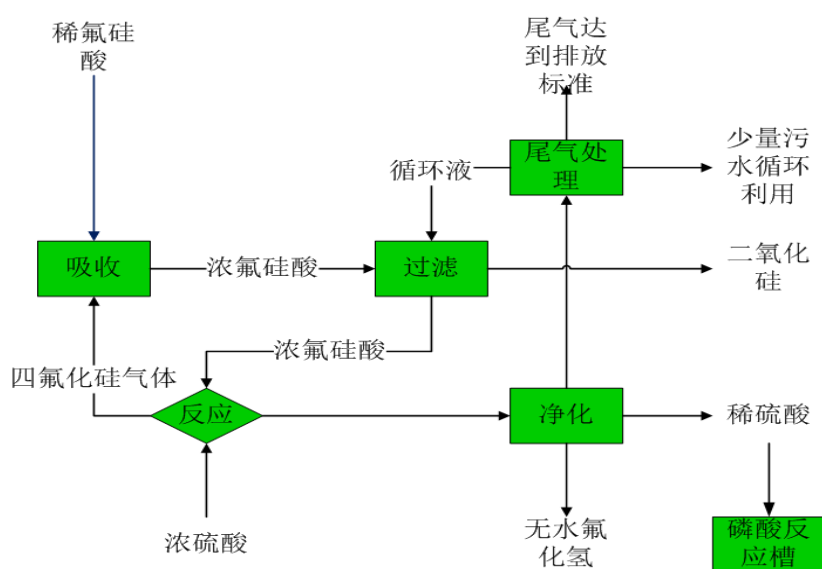 稀氟硅
酸
尾气达
到排放
标准
尾气处
理
少量污
水循环
利用
循环液
吸收
浓氟硅酸
过滤
二氧化
硅
浓氟硅酸
四氟化硅气体
反应
净化
稀硫酸
浓硫酸
无水氟
化氢
磷酸反
应槽